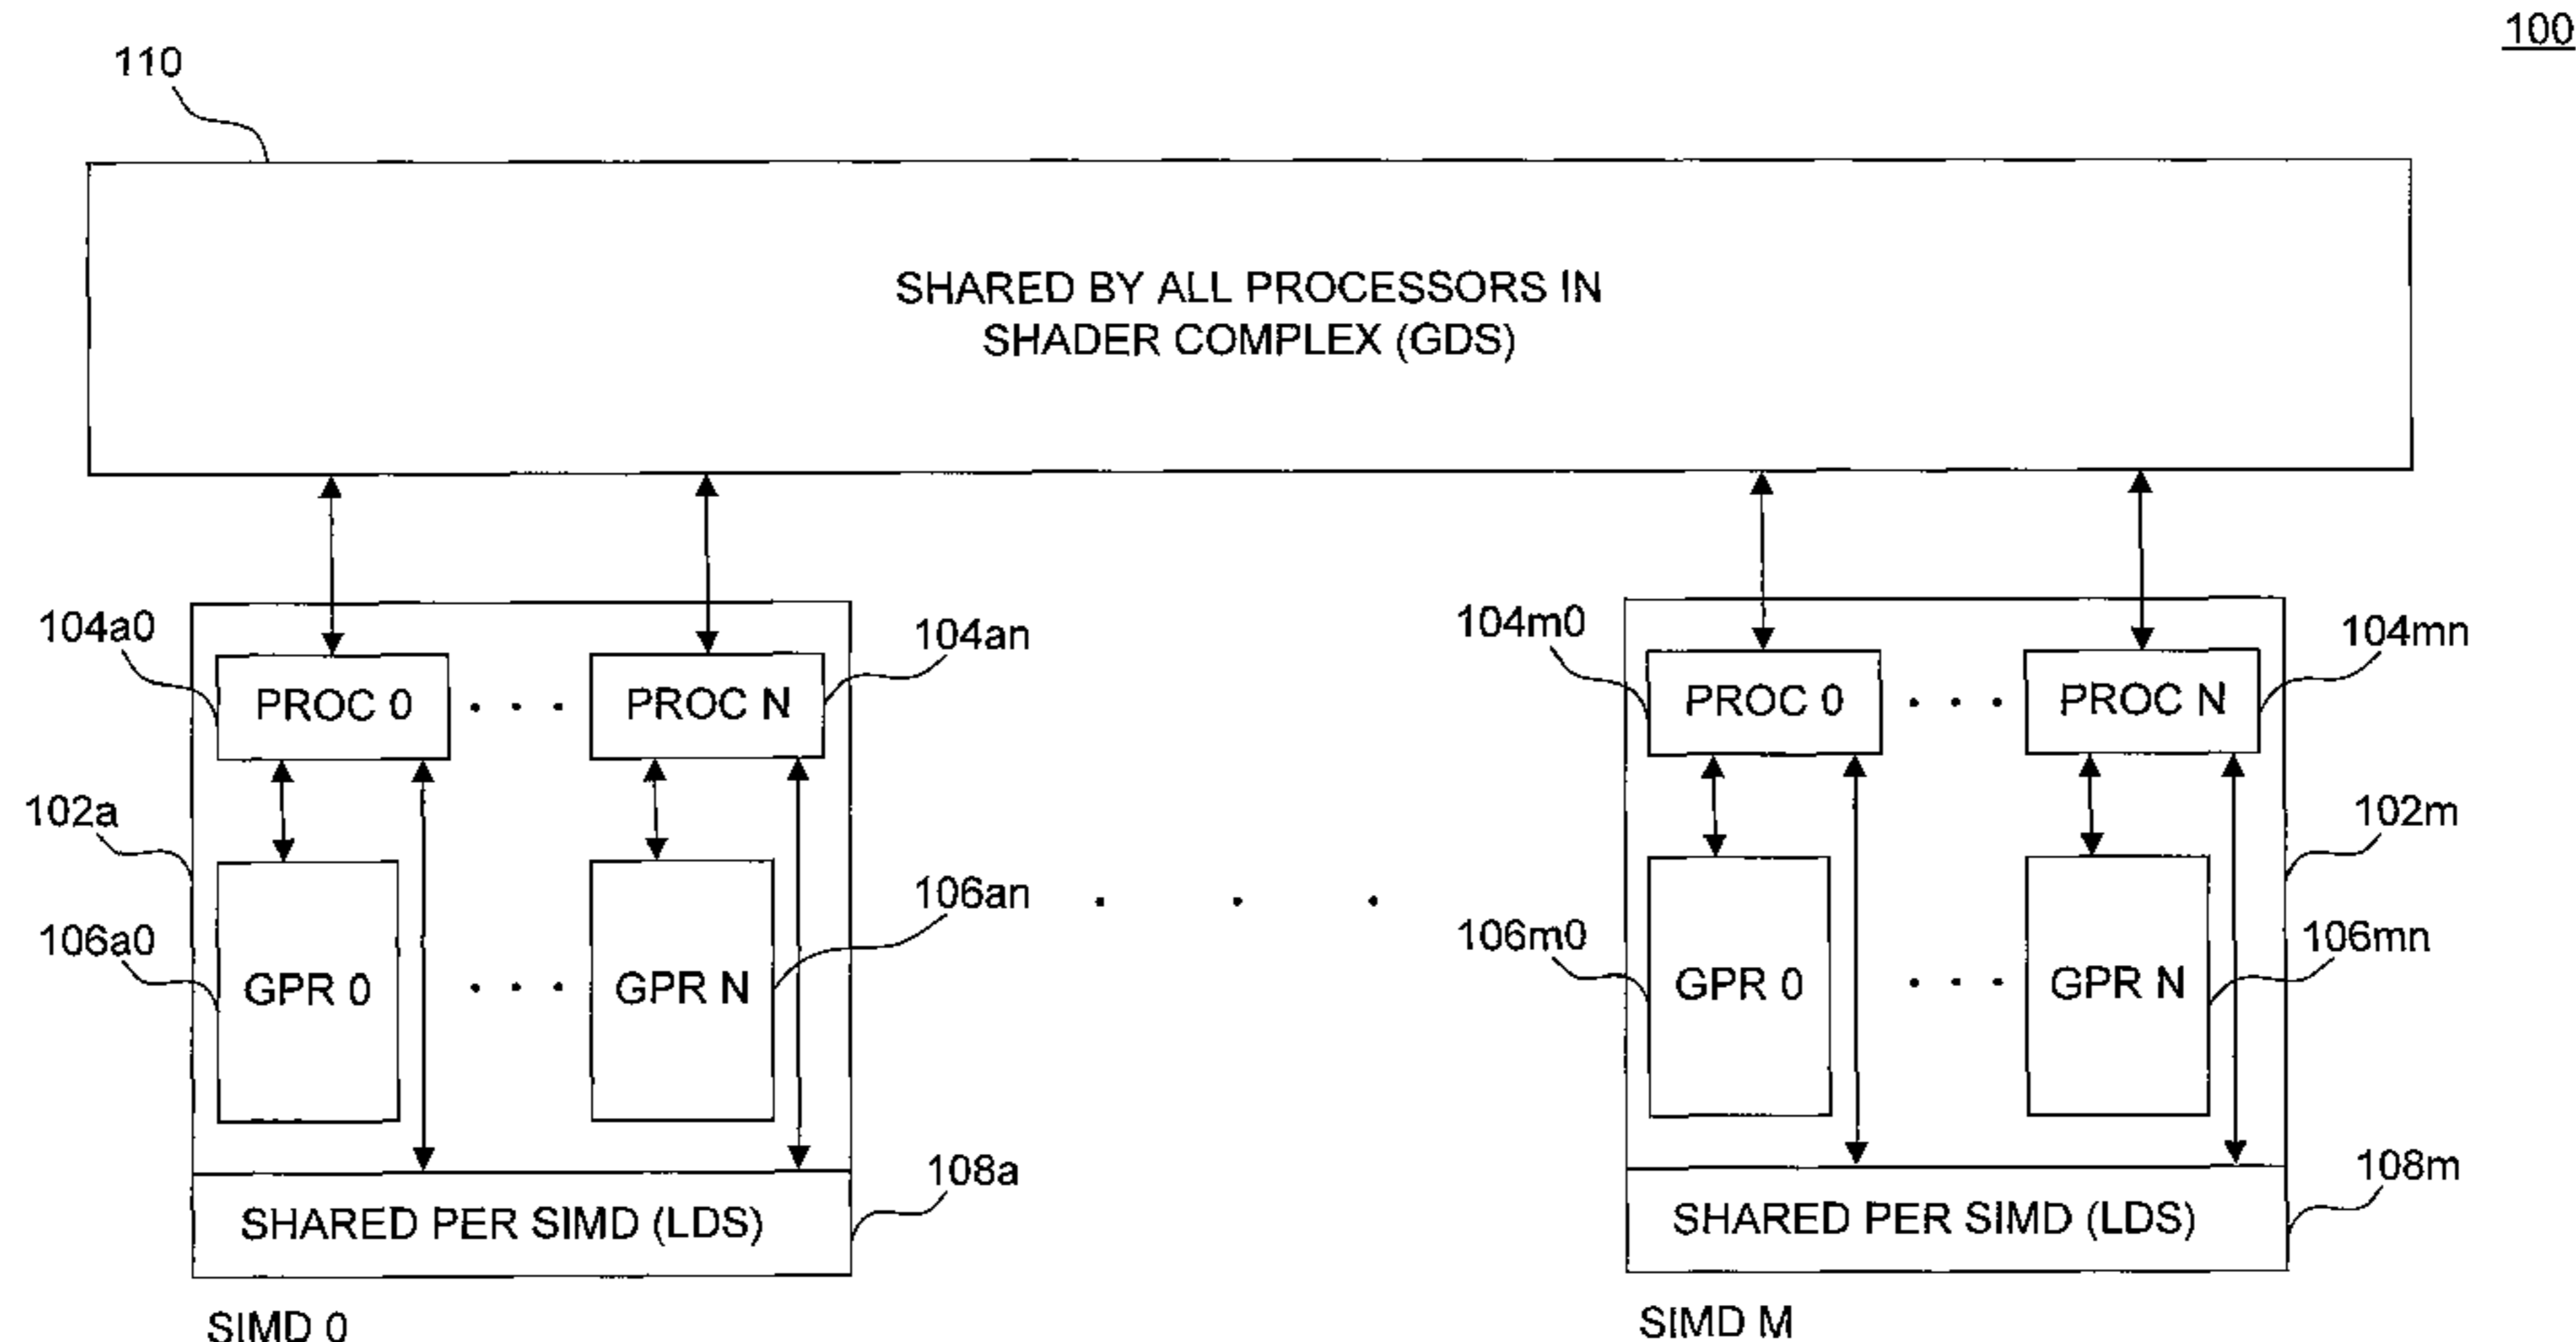 100
110
SHARED BY ALL PROCESSORS IN
SHADER COMPLEX (GDS)
104a0
PROC 0
PROC N
104an
104m0
PROC 0
PROC N
104mn
102a
102m
106a0
GPR 0
GPR N
106an
106m0
GPR 0
GPR N
106mn
SHARED PER SIMD (LDS)
108a
SHARED PER SIMD (LDS)
108m
SIMD 0
SIMD M